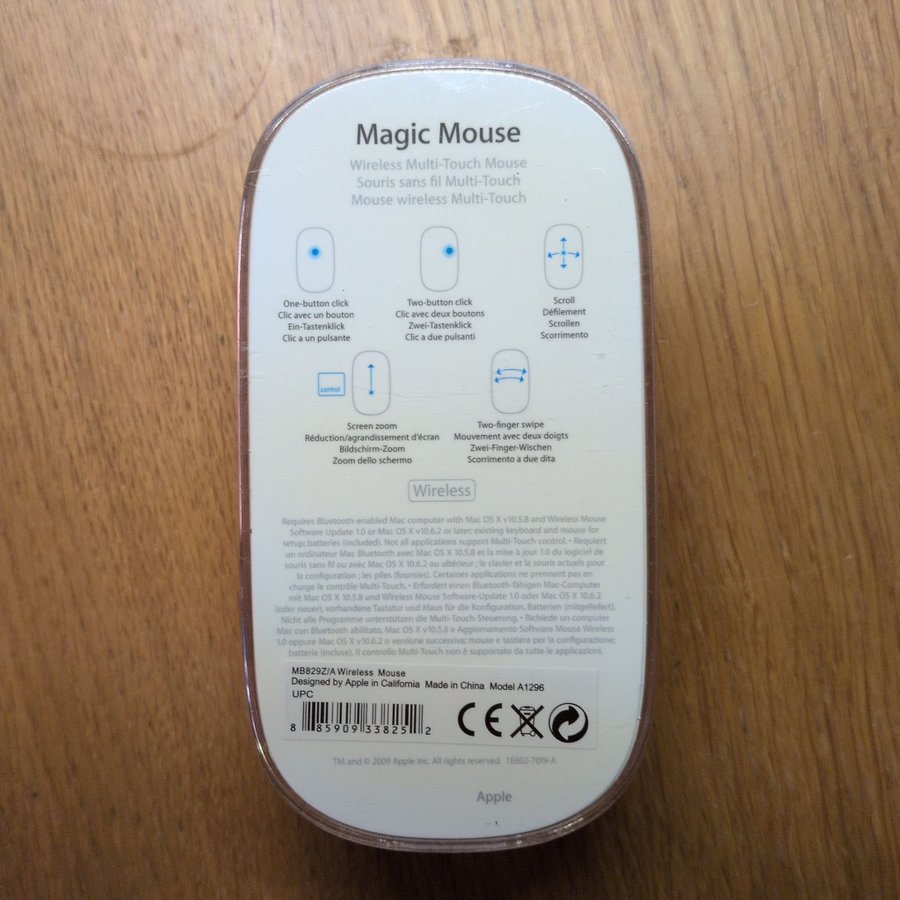 Magic Mouse
Wireless Multi-Touch Mouse
Souris sans fil Multi-Touch
Mouse wireless Multi-Touch
One-button click
Clic avec un bouton
Ein-Tastenklick
Clic a un pulsante
Two-button click
Clic avec deux boutons
Zwei-Tastenklick
Clic a due pulsanti
Scroll
Défilement
Scrollen
Scorrimento
control
Screen zoom
Réduction/agrandissement d'écran
Bildschirm-Zoom
Zoom dello schermo
Two-finger swipe
Mouvement avec deux doigts
Zwei-Finger-Wischen
Scorrimento a due dita
Wireless
Requires Bluetooth-enabled Mac computer with Mac OS X v10.5.8 and Wireless Mouse
Software Update 1.0 or Mac OS X v10.6.2 or later; existing keyboard and mouse for
setup; batteries (included). Not all applications support Multi-Touch control. • Requiert
un ordinateur Mac Bluetooth avec Mac OS X 10.5.8 et la mise à jour 1.0 du logiciel de
souris sans fil ou avec Mac OS X 10.6.2 ou ultérieur ; le clavier et la souris actuels pour
la configuration ; les piles (fournies). Certaines applications ne prennent pas en
charge le contrôle Multi-Touch. • Erfordert einen Bluetooth-fähigen Mac-Computer
mit Mac OS X 10.5.8 und Wireless Mouse Software-Update 1.0 oder Mac OS X 10.6.2
(oder neuer), vorhandene Tastatur und Maus für die Konfiguration, Batterien (mitgeliefert).
Nicht alle Programme unterstützen die Multi-Touch-Steuerung. • Richiede un computer
Mac con Bluetooth abilitato, Mac OS X v10.5.8 e Aggiornamento Software Mouse Wireless
1.0 oppure Mac OS X v10.6.2 o versione successiva; mouse e tastiera per la configurazione;
batterie (incluse). Il controllo Multi-Touch non è supportato da tutte le applicazioni.
MB829Z/A Wireless Mouse
Designed by Apple in California Made in China Model A1296
UPC
8 85909 33825 2
CE
TM and © 2009 Apple Inc. All rights reserved. 1E602-7019-A
Apple